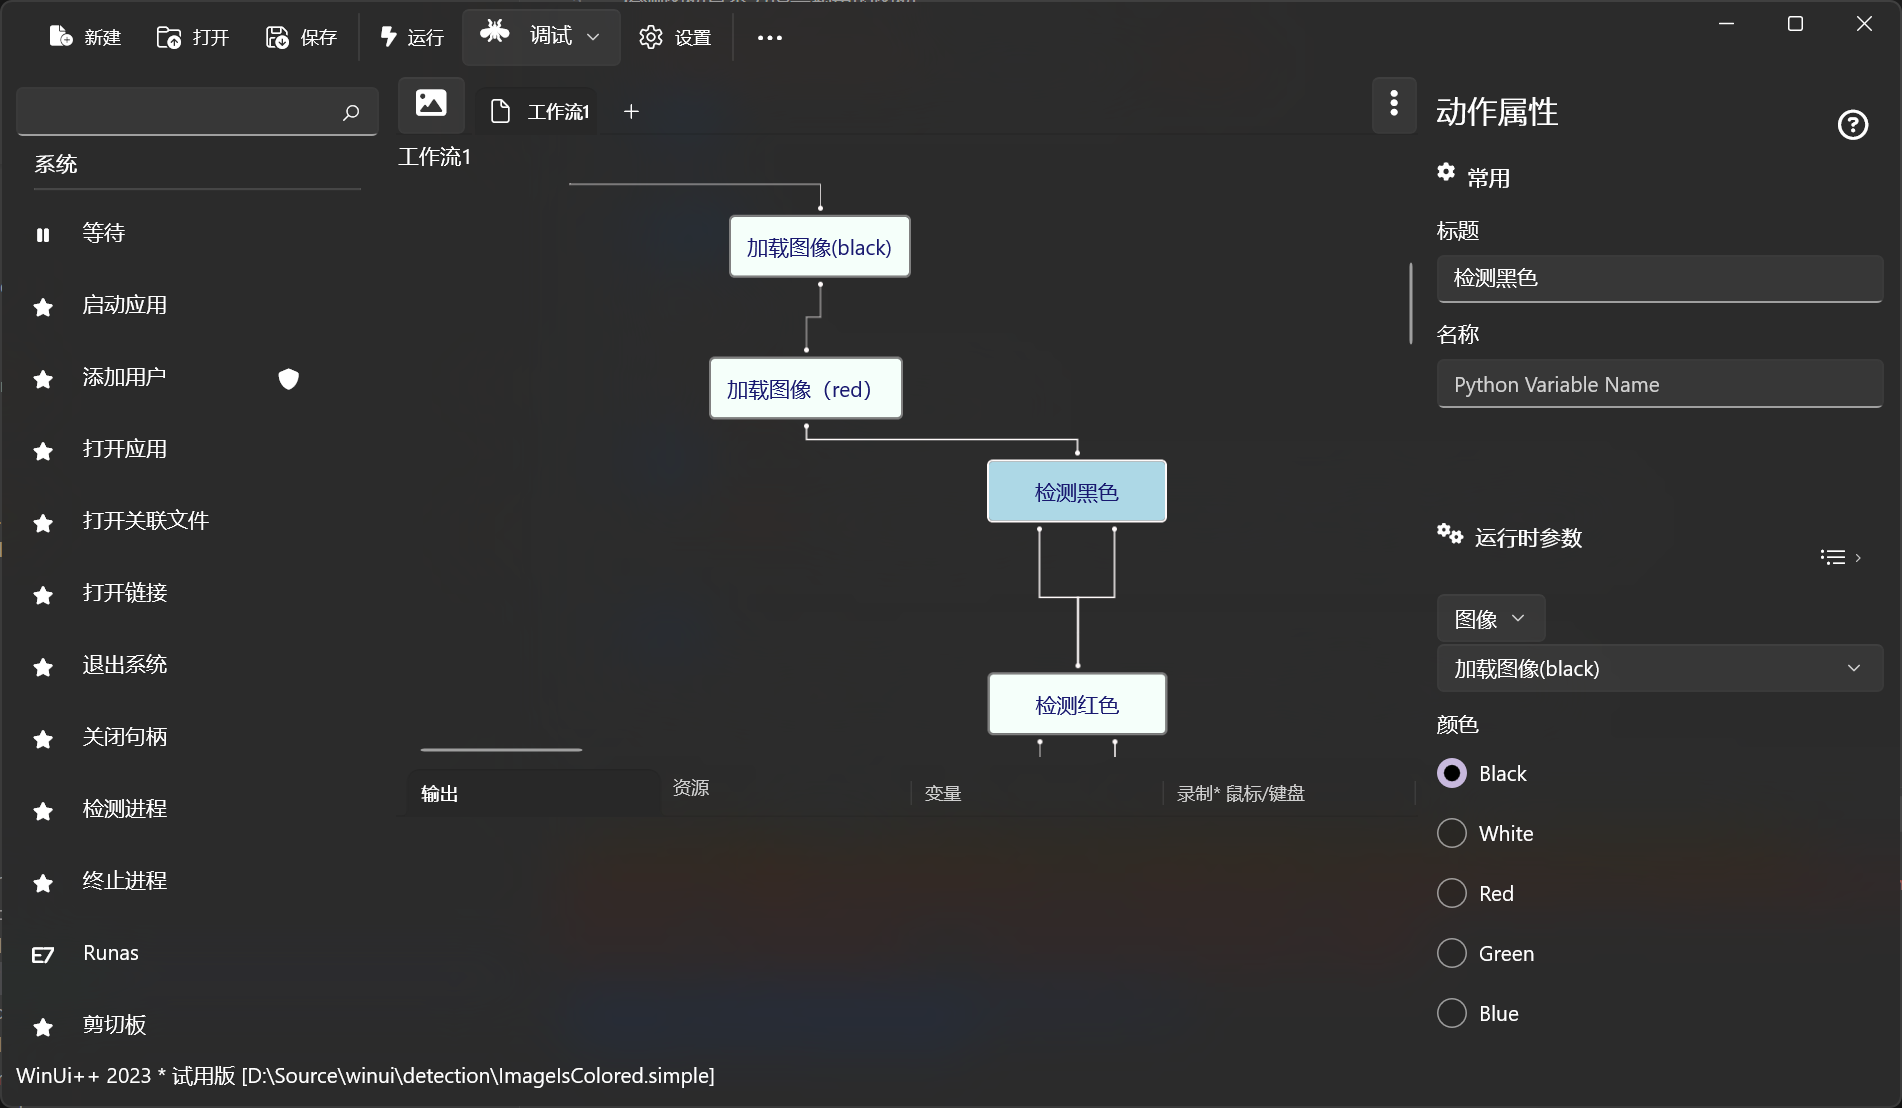 新建
打开
保存
运行
调试
设置
系统
等待
启动应用
添加用户
打开应用
打开关联文件
打开链接
退出系统
关闭句柄
检测进程
终止进程
Runas
剪切板
工作流1
工作流1
加载图像(black)
加载图像（red）
检测黑色
检测红色
输出
资源
变量
录制* 鼠标/键盘
动作属性
常用
标题
检测黑色
名称
Python Variable Name
运行时参数
图像
加载图像(black)
颜色
Black
White
Red
Green
Blue
WinUi++ 2023 * 试用版 [D:\Source\winui\detection\ImageIsColored.simple]